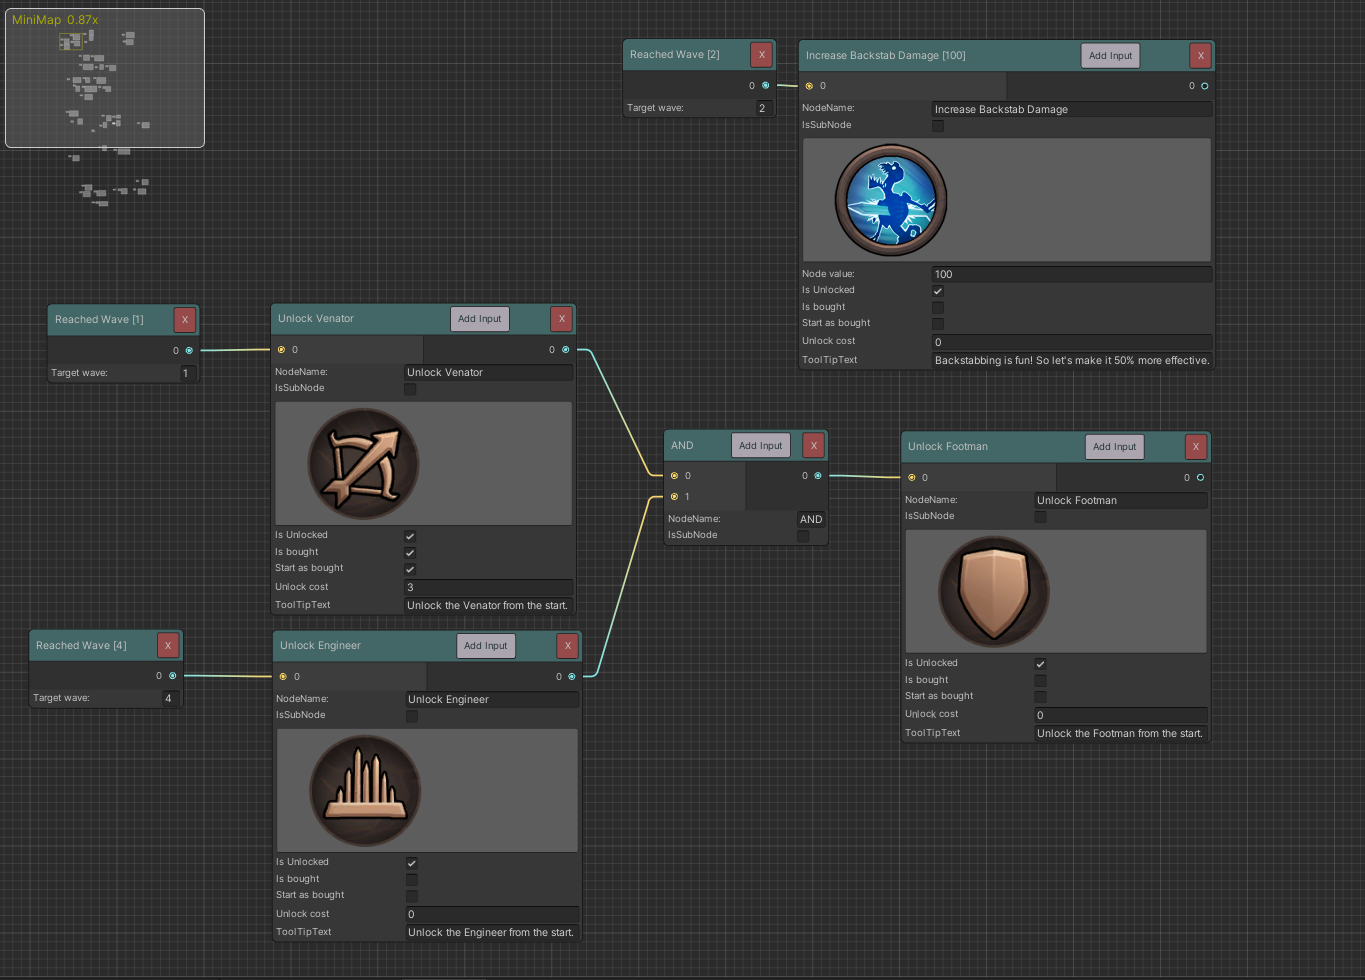 MiniMap 0.87x
Reached Wave [2] X
0
Target wave: 2
Increase Backstab Damage [100] Add Input X
0 0
NodeName: Increase Backstab Damage
IsSubNode
Node value: 100
Is Unlocked
Is bought
Start as bought
Unlock cost 0
ToolTipText Backstabbing is fun! So let's make it 50% more effective.
Reached Wave [1] X
0
Target wave: 1
Unlock Venator Add Input X
0 0
NodeName: Unlock Venator
IsSubNode
Is Unlocked
Is bought
Start as bought
Unlock cost 3
ToolTipText Unlock the Venator from the start.
AND Add Input X
0 0
1
NodeName: AND
IsSubNode
Unlock Footman Add Input X
0 0
NodeName: Unlock Footman
IsSubNode
Is Unlocked
Is bought
Start as bought
Unlock cost 0
ToolTipText Unlock the Footman from the start.
Reached Wave [4] X
0
Target wave: 4
Unlock Engineer Add Input X
0 0
NodeName: Unlock Engineer
IsSubNode
Is Unlocked
Is bought
Start as bought
Unlock cost 0
ToolTipText Unlock the Engineer from the start.